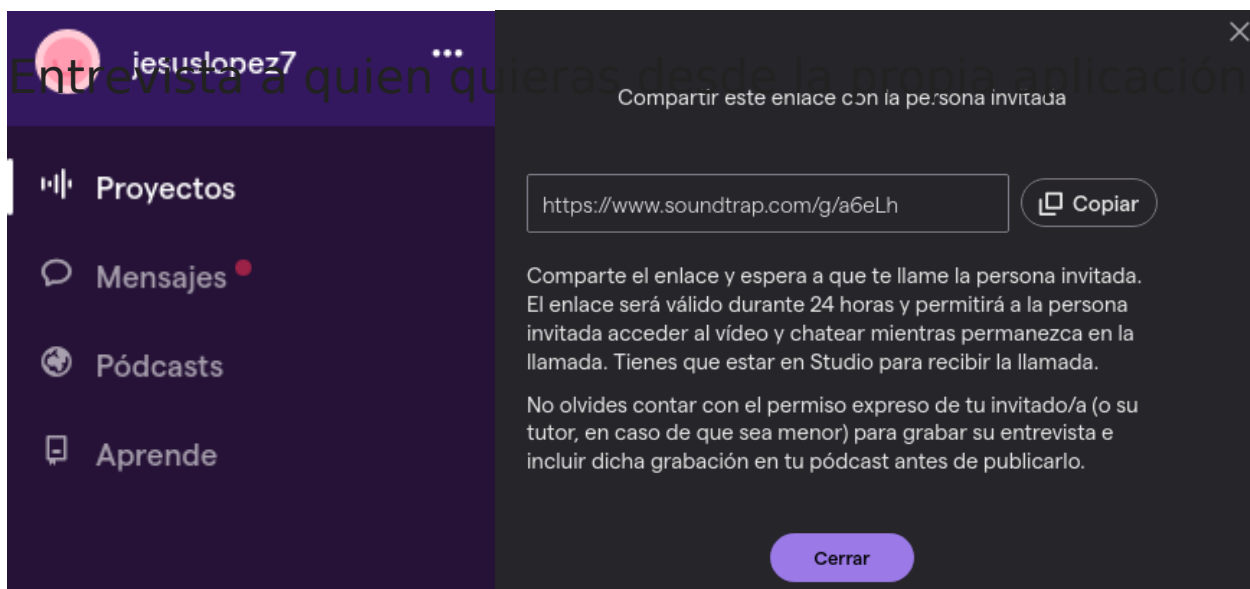 Entrevista a quien quieras desde la propia aplicación
jesuslopez7
Proyectos
Mensajes
Pódcasts
Aprende
Compartir este enlace con la persona invitada
https://www.soundtrap.com/g/a6eLh
Copiar
Comparte el enlace y espera a que te llame la persona invitada.
El enlace será válido durante 24 horas y permitirá a la persona
invitada acceder al vídeo y chatear mientras permanezca en la
llamada. Tienes que estar en Studio para recibir la llamada.
No olvides contar con el permiso expreso de tu invitado/a (o su
tutor, en caso de que sea menor) para grabar su entrevista e
incluir dicha grabación en tu pódcast antes de publicarlo.
Cerrar